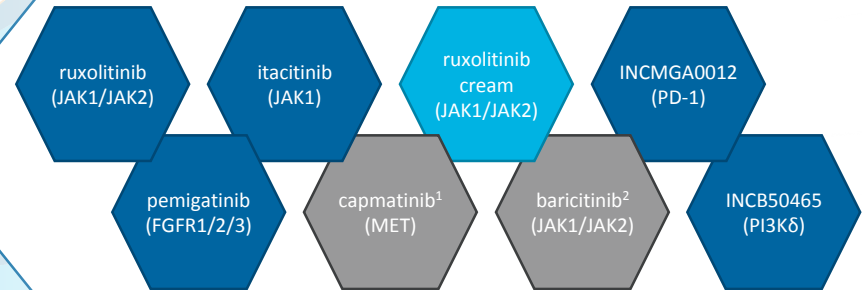 ruxolitinib
(JAK1/JAK2)
itacitinib
(JAK1)
ruxolitinib
cream
(JAK1/JAK2)
INCMGA0012
(PD-1)
pemigatinib
(FGFR1/2/3)
capmatinib¹
(MET)
baricitinib²
(JAK1/JAK2)
INCB50465
(PI3Kδ)